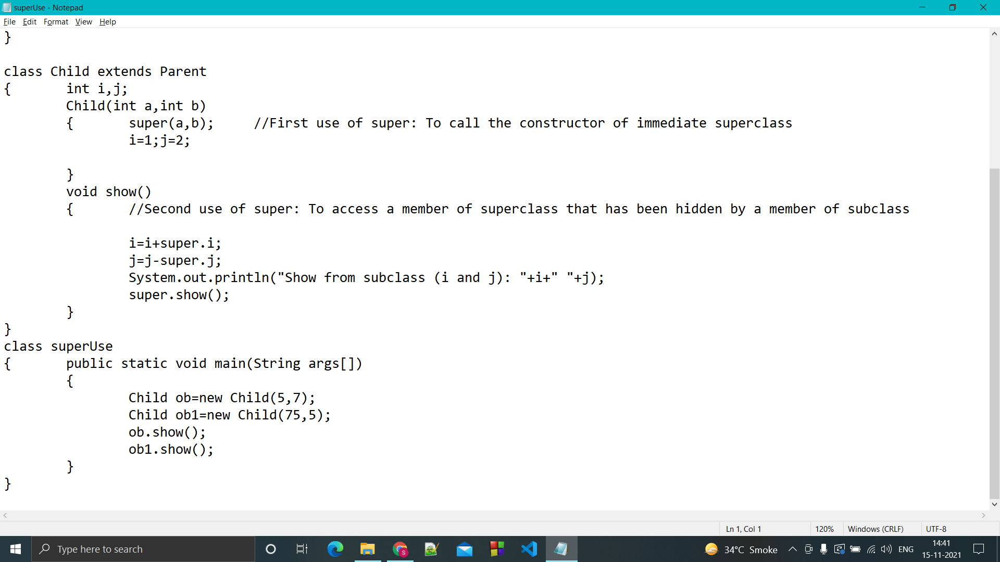 superUse - Notepad
File Edit Format View Help
}
class Child extends Parent
{ int i,j;
Child(int a,int b)
{ super(a,b); //First use of super: To call the constructor of immediate superclass
i=1;j=2;
}
void show()
{ //Second use of super: To access a member of superclass that has been hidden by a member of subclass
i=i+super.i;
j=j-super.j;
System.out.println("Show from subclass (i and j): "+i+" "+j);
super.show();
}
}
class superUse
{ public static void main(String args[])
{
Child ob=new Child(5,7);
Child ob1=new Child(75,5);
ob.show();
ob1.show();
}
}
Ln 1, Col 1 120% Windows (CRLF) UTF-8
Type here to search
S
34°C Smoke
ENG
14:41
15-11-2021